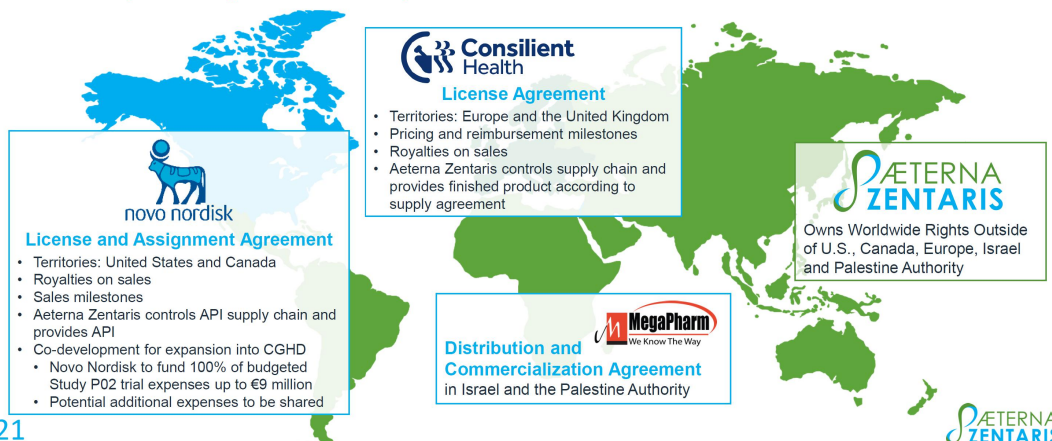 Consilient
Health
License Agreement
• Territories: Europe and the United Kingdom
• Pricing and reimbursement milestones
• Royalties on sales
• Aeterna Zentaris controls supply chain and
provides finished product according to
supply agreement
novo nordisk
License and Assignment Agreement
• Territories: United States and Canada
• Royalties on sales
• Sales milestones
• Aeterna Zentaris controls API supply chain and
provides API
• Co-development for expansion into CGHD
• Novo Nordisk to fund 100% of budgeted
Study P02 trial expenses up to €9 million
• Potential additional expenses to be shared
MegaPharm
We Know The Way
Distribution and
Commercialization Agreement
in Israel and the Palestine Authority
ÆTERNA
ZENTARIS
Owns Worldwide Rights Outside
of U.S., Canada, Europe, Israel
and Palestine Authority
21
ÆTERNA
ZENTARIS